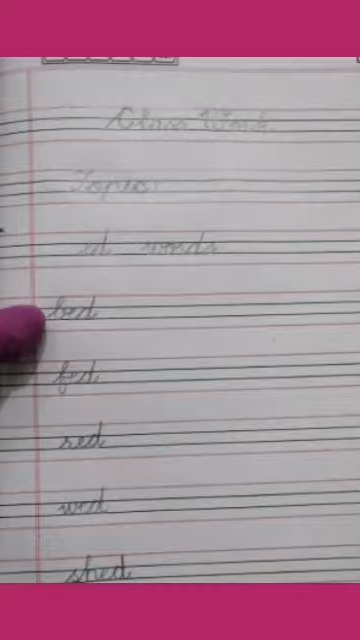 Class Work
Topic:
ed words
bed
fed
red
wed
shed